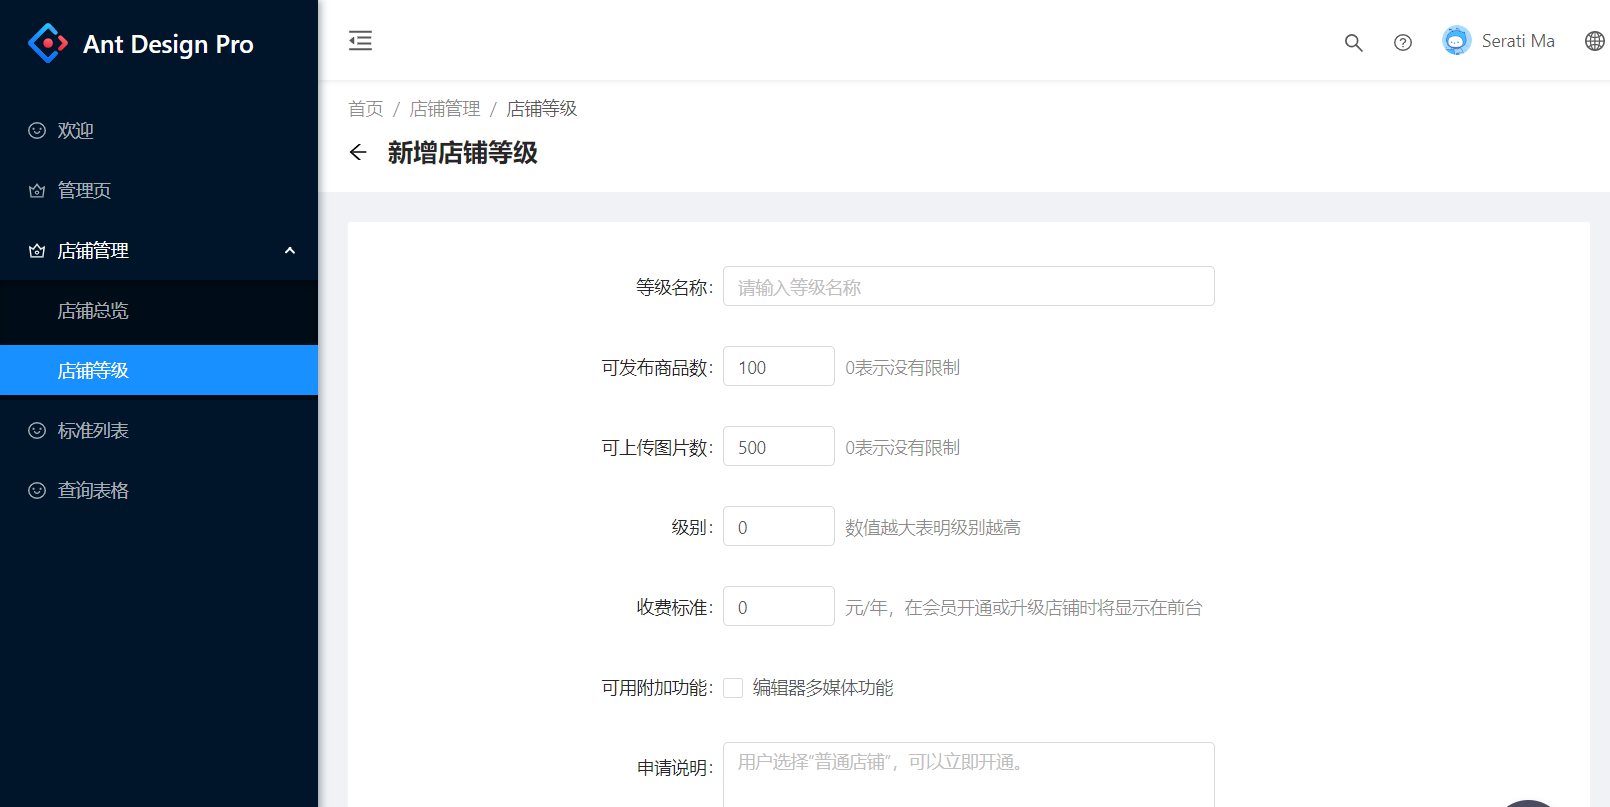 Ant Design Pro
欢迎
管理页
店铺管理
店铺总览
店铺等级
标准列表
查询表格
Serati Ma
首页 / 店铺管理 / 店铺等级
新增店铺等级
等级名称: 请输入等级名称
可发布商品数: 100 0表示没有限制
可上传图片数: 500 0表示没有限制
级别: 0 数值越大表明级别越高
收费标准: 0 元/年，在会员开通或升级店铺时将显示在前台
可用附加功能: 编辑器多媒体功能
申请说明: 用户选择“普通店铺”，可以立即开通。